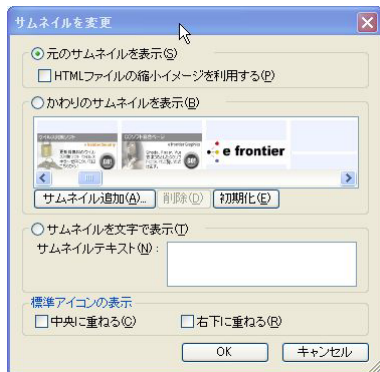 サムネイルを変更
元のサムネイルを表示(S)
HTMLファイルの縮小イメージを利用する(P)
かわりのサムネイルを表示(B)
e frontier
サムネイル追加(A)...
削除(D)
初期化(E)
サムネイルを文字で表示(T)
サムネイルテキスト(N):
標準アイコンの表示
中央に重ねる(C)
右下に重ねる(R)
OK
キャンセル